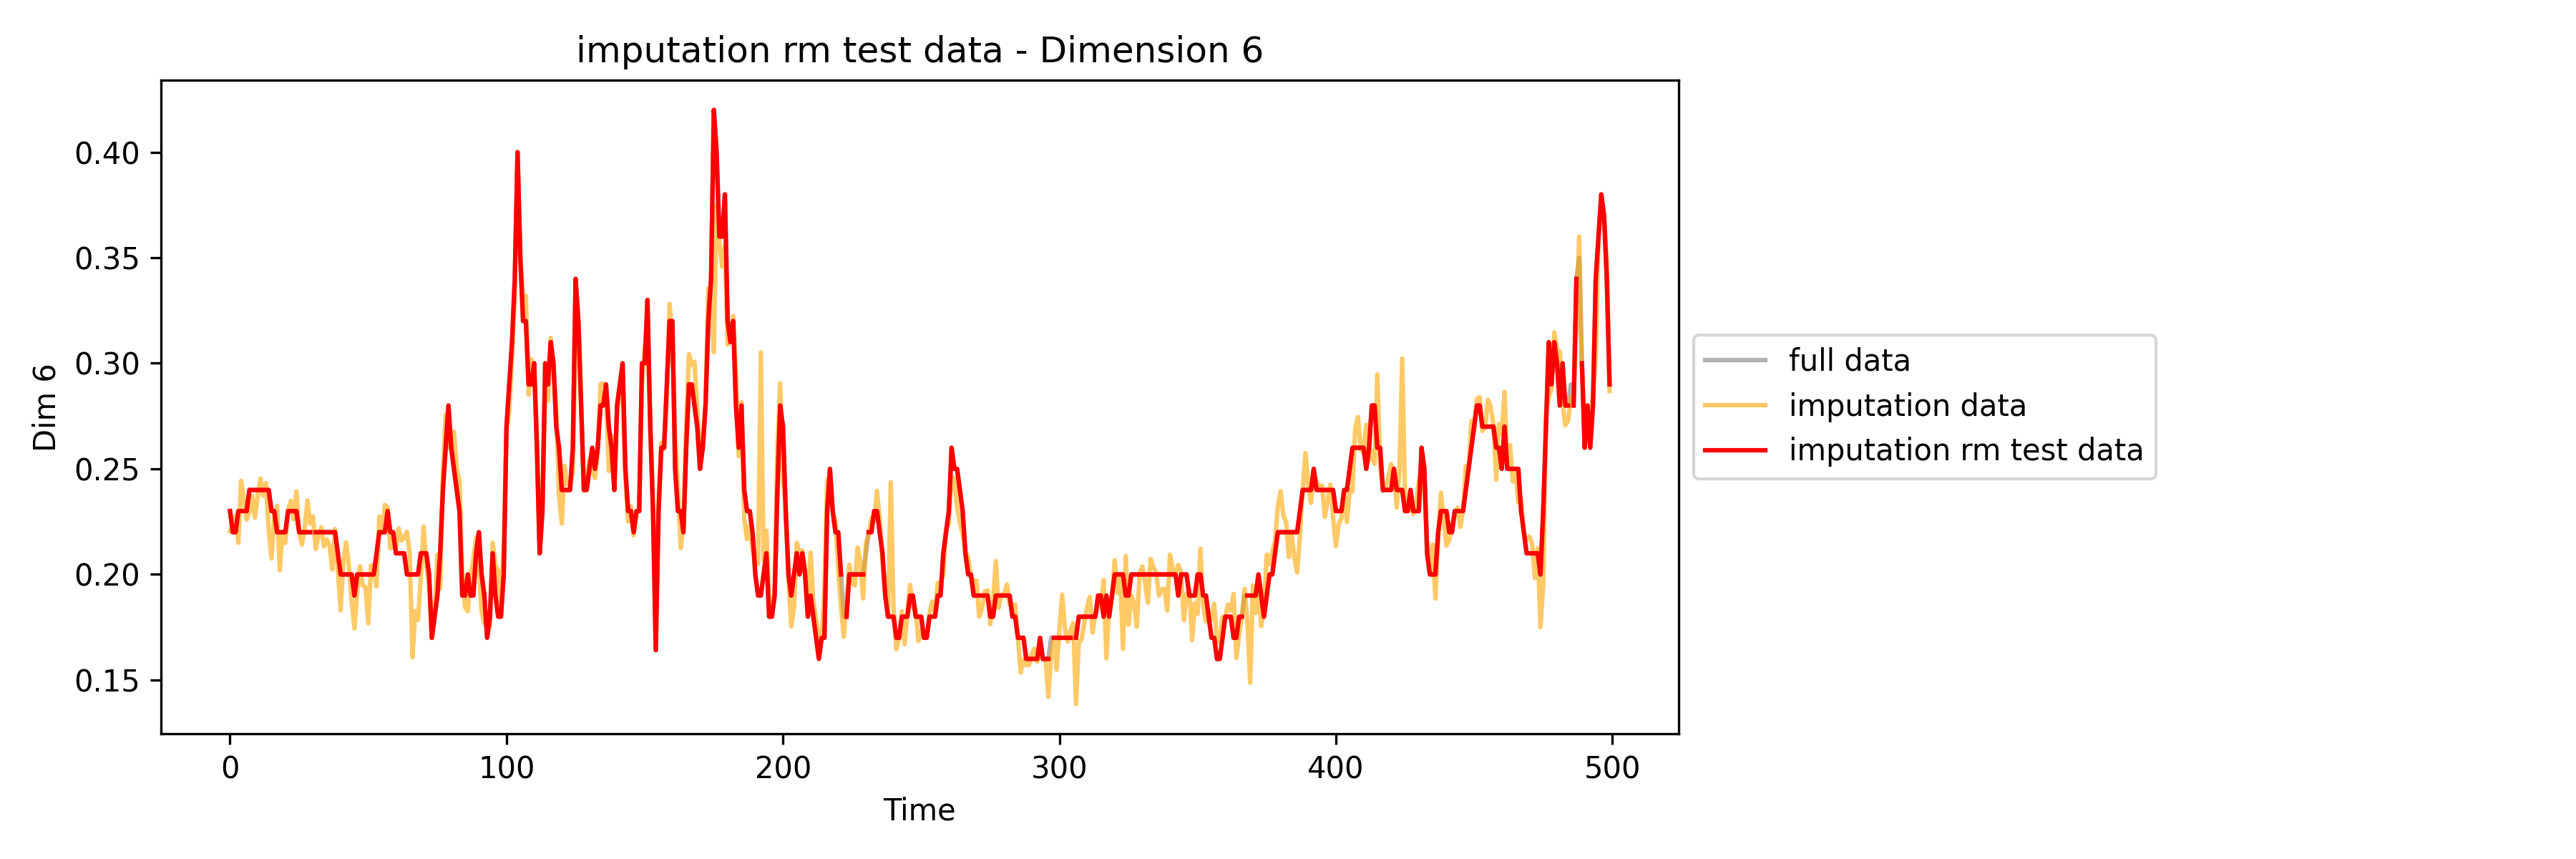 imputation rm test data - Dimension 6
0.40
0.35
0.30
0.25
0.20
0.15
Dim 6
0 100 200 300 400 500
Time
full data
imputation data
imputation rm test data